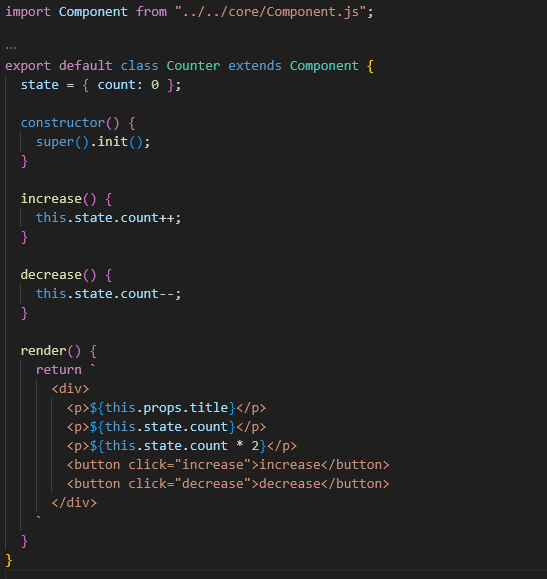 import Component from "../../core/Component.js";
...
export default class Counter extends Component {
  state = { count: 0 };

  constructor() {
    super().init();
  }

  increase() {
    this.state.count++;
  }

  decrease() {
    this.state.count--;
  }

  render() {
    return `
      <div>
        <p>${this.props.title}</p>
        <p>${this.state.count}</p>
        <p>${this.state.count * 2}</p>
        <button click="increase">increase</button>
        <button click="decrease">decrease</button>
      </div>
    `
  }
}